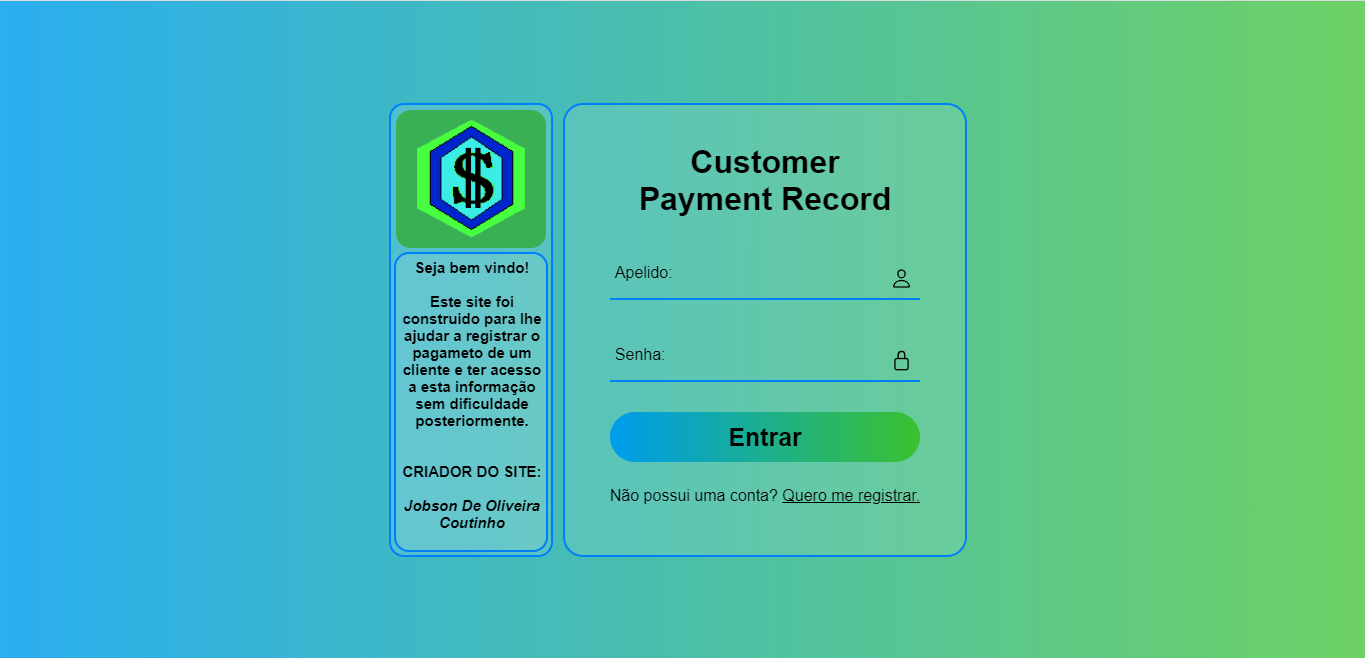 $
Seja bem vindo!
Este site foi
construido para lhe
ajudar a registrar o
pagameto de um
cliente e ter acesso
a esta informação
sem dificuldade
posteriormente.
CRIADOR DO SITE:
Jobson De Oliveira
Coutinho
Customer
Payment Record
Apelido:
Senha:
Entrar
Não possui uma conta? Quero me registrar.